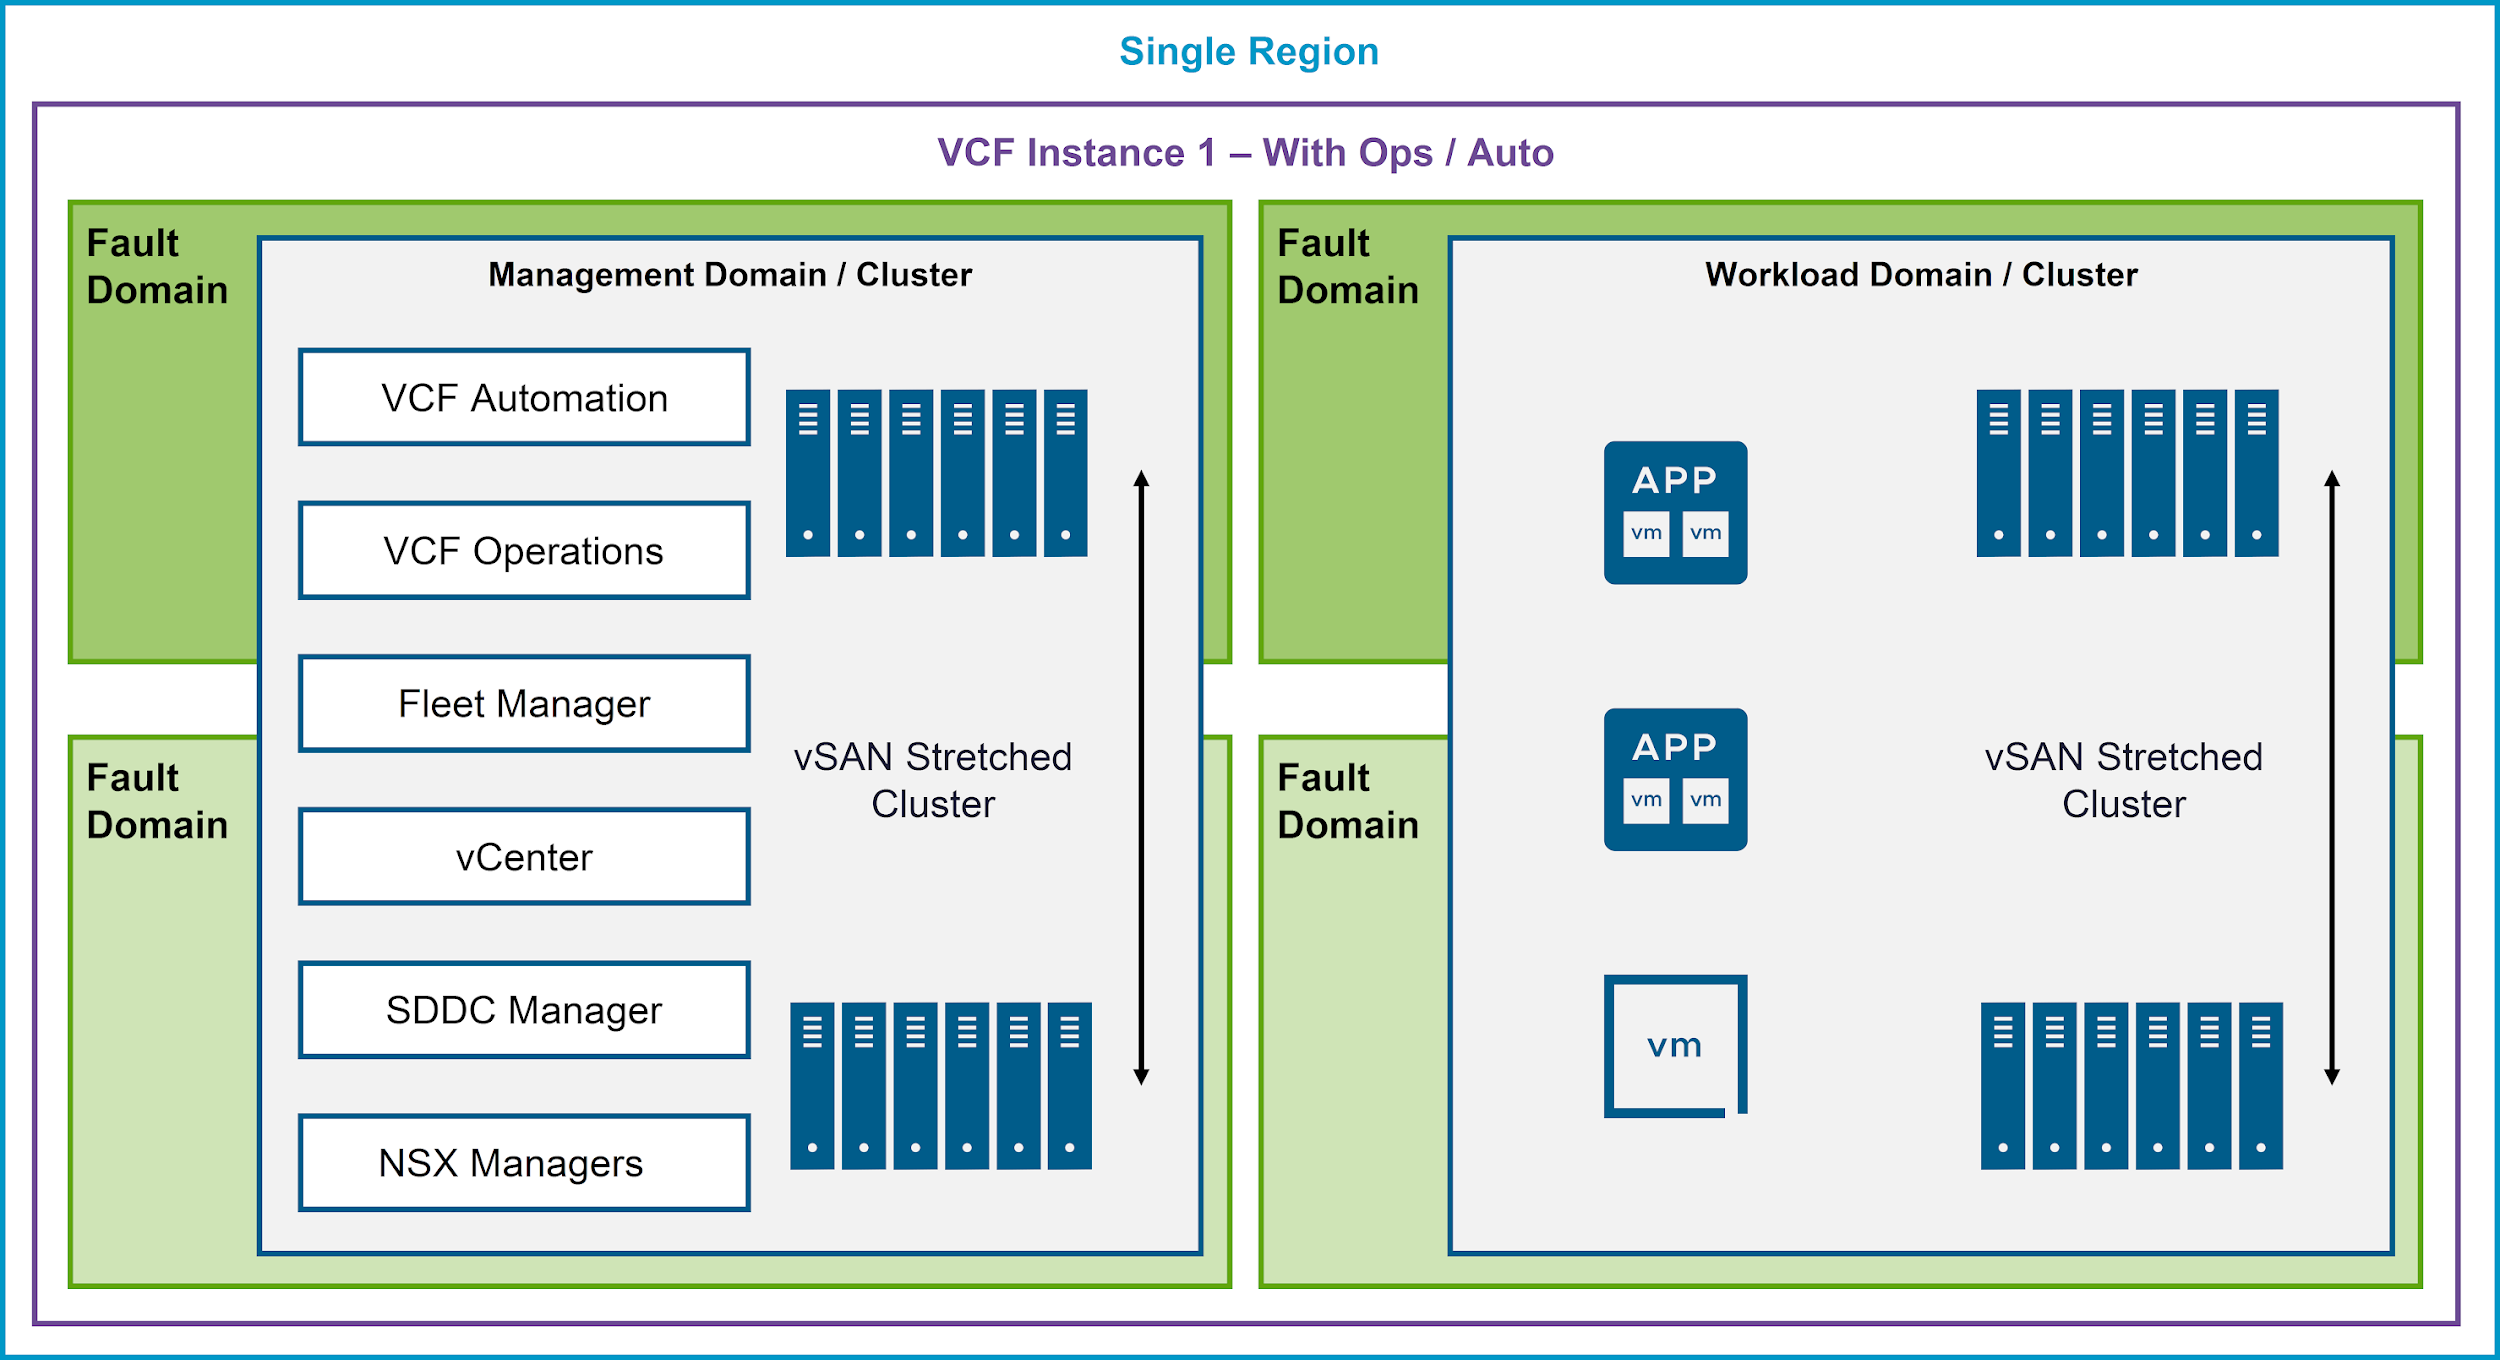 Single Region
VCF Instance 1 – With Ops / Auto
Fault
Domain
Management Domain / Cluster
VCF Automation
VCF Operations
Fleet Manager
vCenter
SDDC Manager
NSX Managers
vSAN Stretched
Cluster
Fault
Domain
Fault
Domain
Workload Domain / Cluster
APP
vm vm
APP
vm vm
vm
vSAN Stretched
Cluster
Fault
Domain